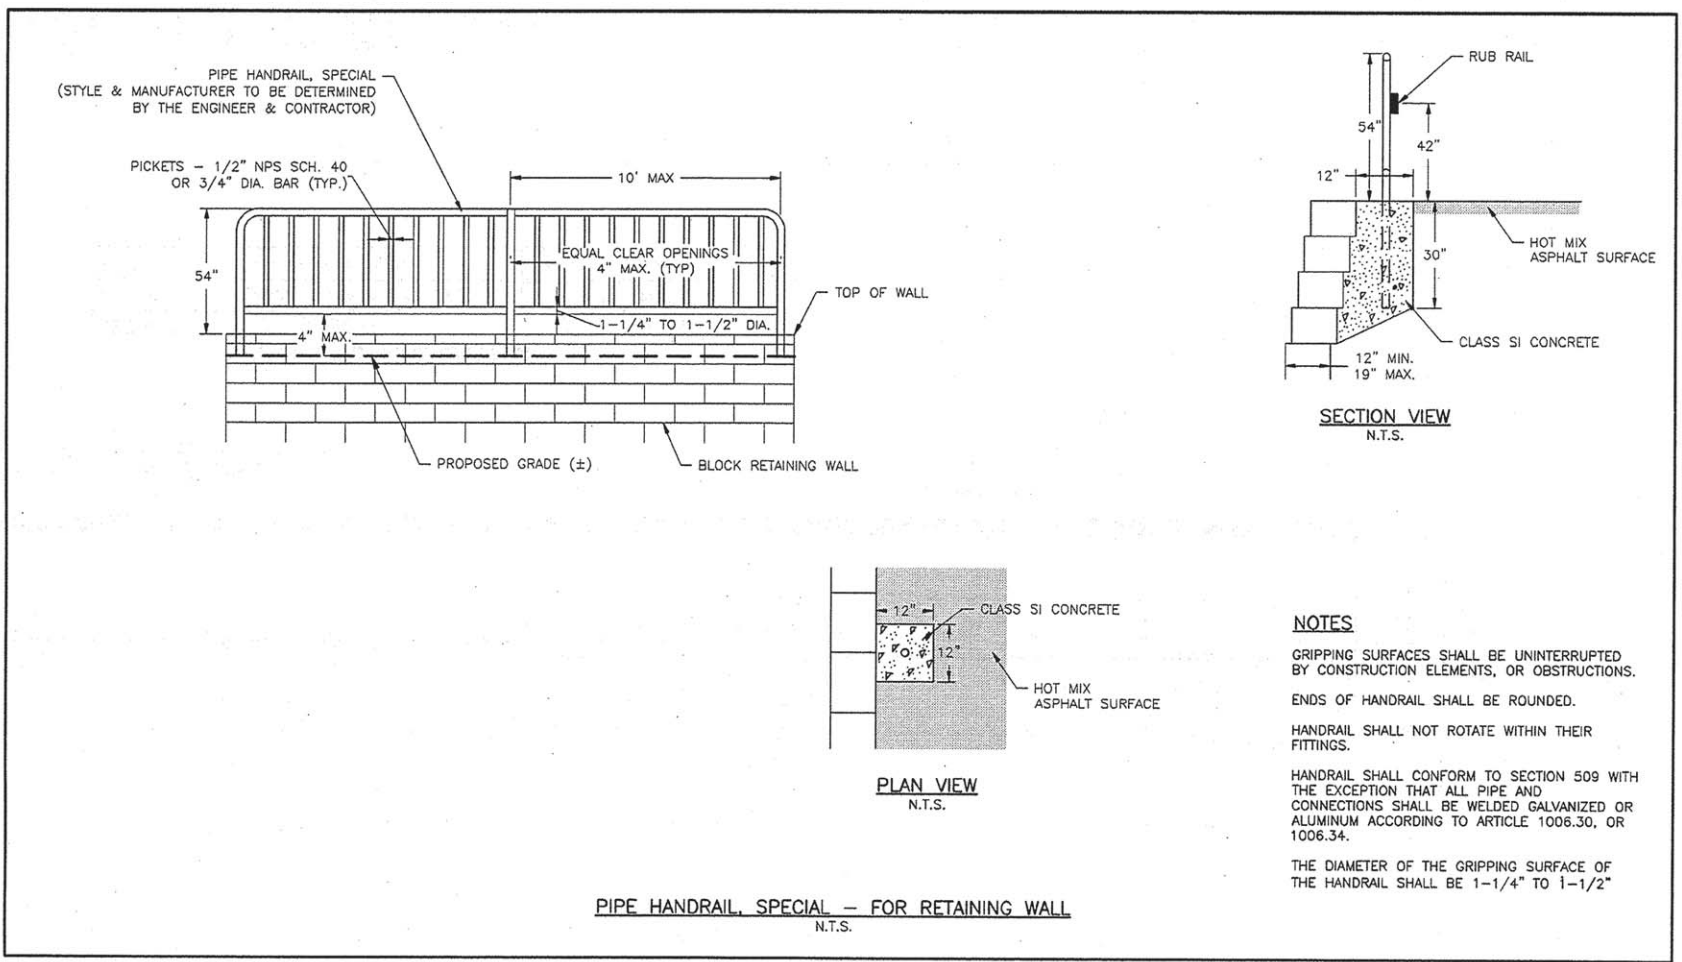 PIPE HANDRAIL, SPECIAL
(STYLE & MANUFACTURER TO BE DETERMINED
BY THE ENGINEER & CONTRACTOR)
PICKETS - 1/2" NPS SCH. 40
OR 3/4" DIA. BAR (TYP.)
10' MAX
54"
EQUAL CLEAR OPENINGS
4" MAX. (TYP)
4" MAX.
1-1/4" TO 1-1/2" DIA.
TOP OF WALL
PROPOSED GRADE (±)
BLOCK RETAINING WALL
RUB RAIL
54"
42"
12"
30"
HOT MIX
ASPHALT SURFACE
CLASS SI CONCRETE
12" MIN.
19" MAX.
SECTION VIEW
N.T.S.
12"
CLASS SI CONCRETE
12"
HOT MIX
ASPHALT SURFACE
PLAN VIEW
N.T.S.
NOTES
GRIPPING SURFACES SHALL BE UNINTERRUPTED
BY CONSTRUCTION ELEMENTS, OR OBSTRUCTIONS.
ENDS OF HANDRAIL SHALL BE ROUNDED.
HANDRAIL SHALL NOT ROTATE WITHIN THEIR
FITTINGS.
HANDRAIL SHALL CONFORM TO SECTION 509 WITH
THE EXCEPTION THAT ALL PIPE AND
CONNECTIONS SHALL BE WELDED GALVANIZED OR
ALUMINUM ACCORDING TO ARTICLE 1006.30, OR
1006.34.
THE DIAMETER OF THE GRIPPING SURFACE OF
THE HANDRAIL SHALL BE 1-1/4" TO 1-1/2"
PIPE HANDRAIL, SPECIAL - FOR RETAINING WALL
N.T.S.